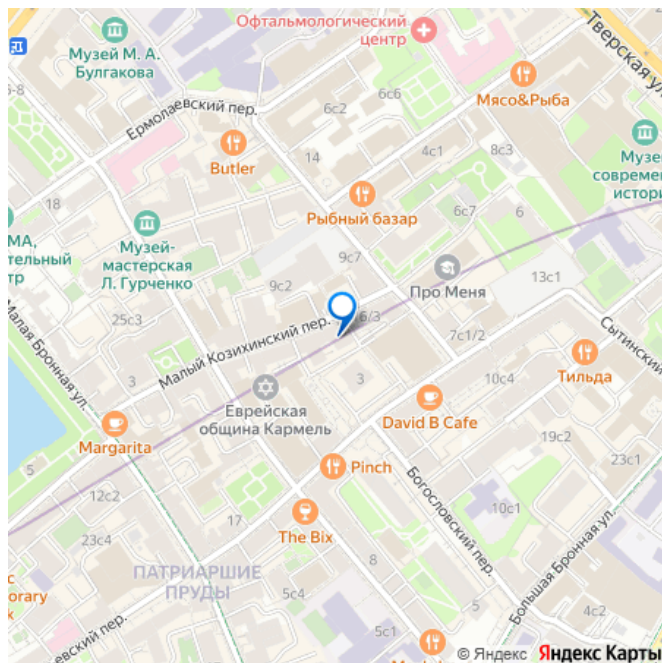 Офтальмологический
центр
Тверская ул.
Музей М. А.
Булгакова
6-8
Ермолаевский пер.
6с2
6с6
Мясо&Рыба
Butler
14
4с1
8с3
Музе
современ
истори
18
Рыбный базар
6с7
6
МА,
тельный
тр
Музей-
мастерская
Л. Гурченко
9с7
9с2
Про Меня
13с1
25с3
6/3
Малый Козихинский пер.
7с1/2
Сытинский
Малая Бронная ул.
3
3
Тильда
10с4
Еврейская
община Кармель
David B Cafe
Margarita
19с2
5
Pinch
23с1
12с2
Богословский пер.
10с1
17
The Bix
23с4
8
Большая Бронная ул.
ПАТРИАРШИЕ
ПРУДЫ
с
orary
k
5с4
5
4с2
евский пер.
5с1
© Яндекс Яндекс Карты